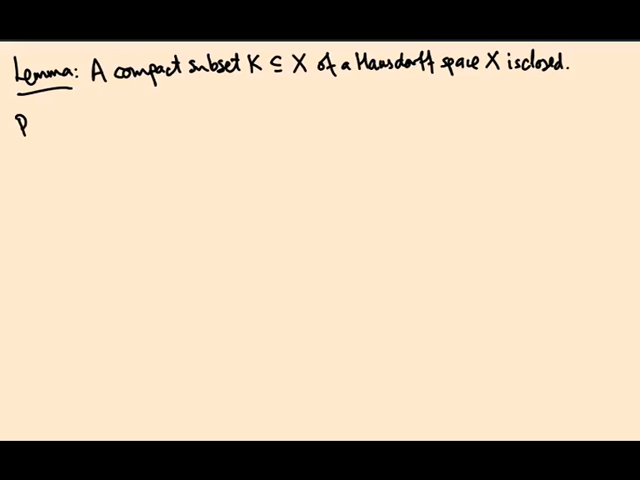 Lemma: A compact subset K ⊆ X of a Hausdorff space X is closed.
P